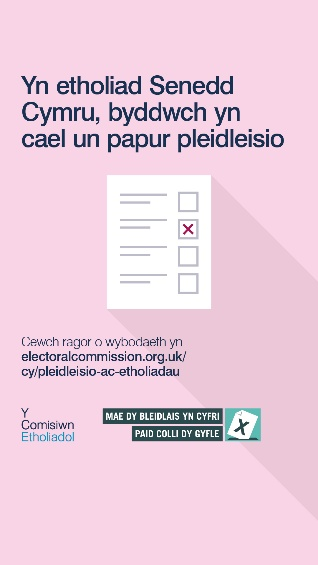 Yn etholiad Senedd
Cymru, byddwch yn
cael un papur pleidleisio
Cewch ragor o wybodaeth yn
electoralcommission.org.uk/
cy/pleidleisio-ac-etholiadau
Y
Comisiwn
Etholiadol
MAE DY BLEIDLAIS YN CYFRI
PAID COLLI DY GYFLE